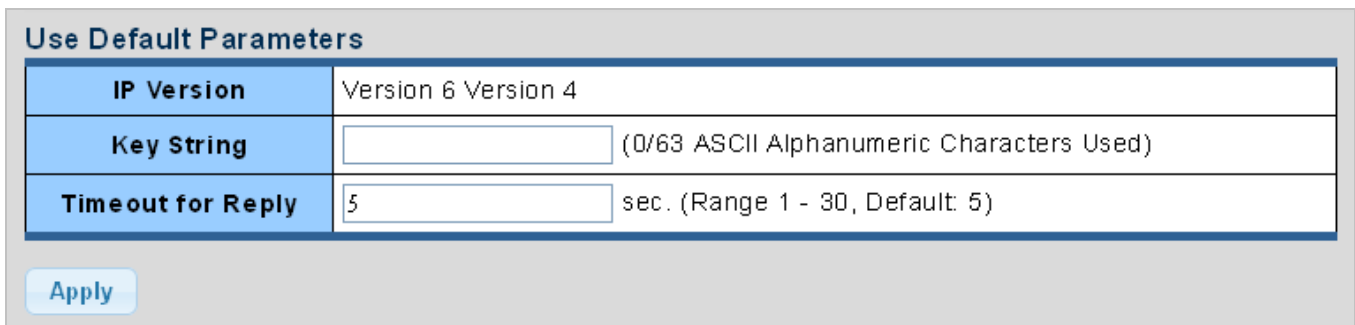 Use Default Parameters
IP Version Version 6 Version 4
Key String (0/63 ASCII Alphanumeric Characters Used)
Timeout for Reply 5 sec. (Range 1 - 30, Default: 5)
Apply